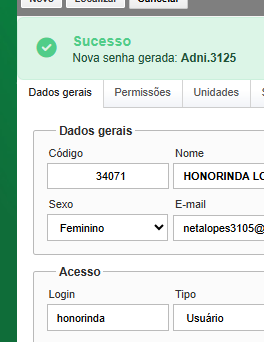 Novo Localizar Cancelar
Sucesso
Nova senha gerada: Adni.3125
Dados gerais Permissões Unidades
Dados gerais
Código Nome
34071 HONORINDA
Sexo E-mail
Feminino netalopes3105@
Acesso
Login Tipo
honorinda Usuário